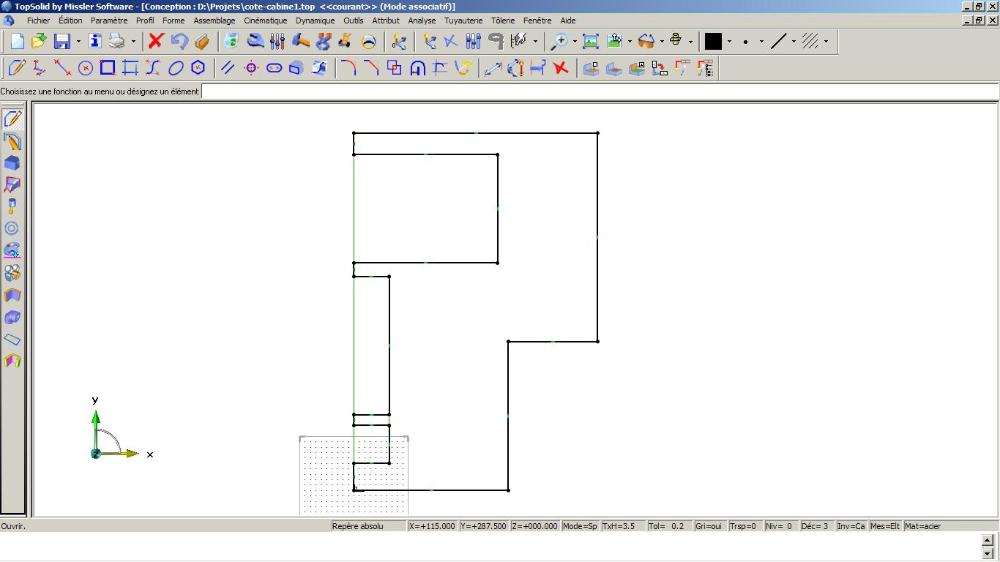 TopSolid by Missler Software - [Conception : D:\Projets\cote-cabine1.top <<courant>> (Mode associatif)]
Fichier Édition Paramètre Profil Forme Assemblage Cinématique Dynamique Outils Attribut Analyse Tuyauterie Tôlerie Fenêtre Aide
Choisissez une fonction au menu ou désignez un élément:
y
z
x
Ouvrir. Repère absolu X=+115.000 Y=+287.500 Z=+000.000 Mode=Sp TxH=3.5 Tol= 0.2 Gri=oui Trsp=0 Niv= 0 Déc= 3 Inv=Ca Mes=Elt Mat=acier